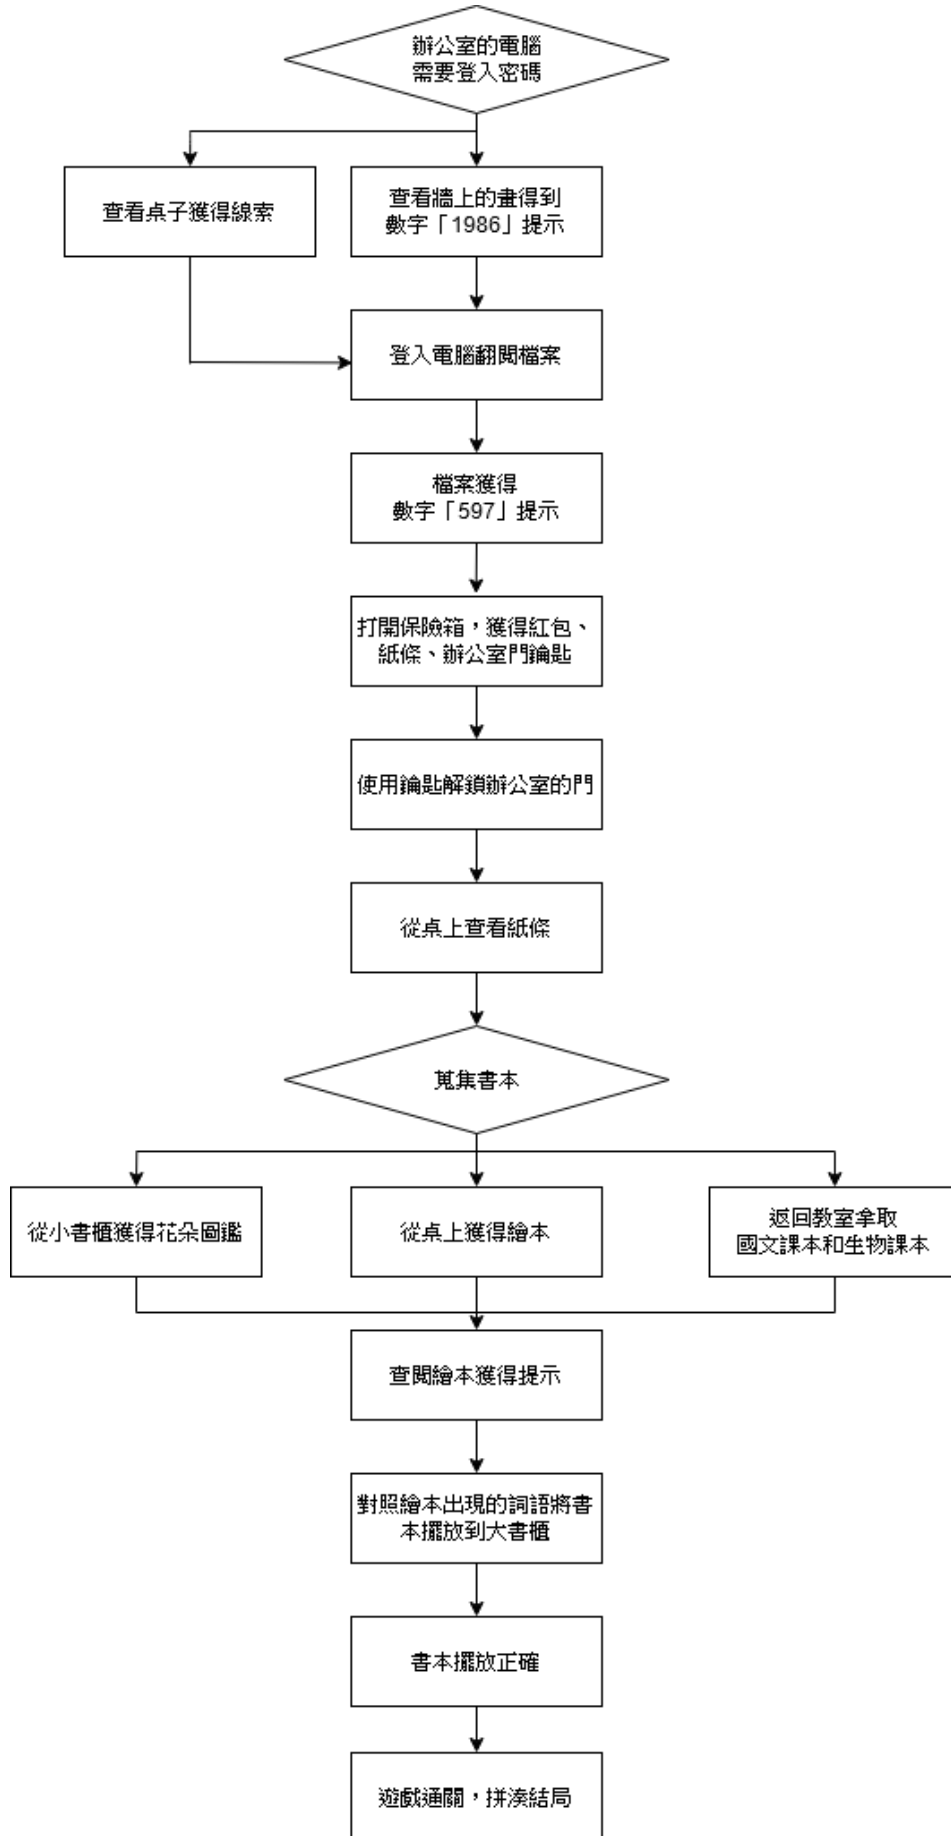 辦公室的電腦
需要登入密碼
查看桌子獲得線索
查看牆上的畫得到
數字「1986」提示
登入電腦翻閱檔案
檔案獲得
數字「597」提示
打開保險箱，獲得紅包、
紙條、辦公室門鑰匙
使用鑰匙解鎖辦公室的門
從桌上查看紙條
蒐集書本
從小書櫃獲得花朵圖鑑
從桌上獲得繪本
返回教室拿取
國文課本和生物課本
查閱繪本獲得提示
對照繪本出現的詞語將書
本擺放到大書櫃
書本擺放正確
遊戲通關，拼湊結局